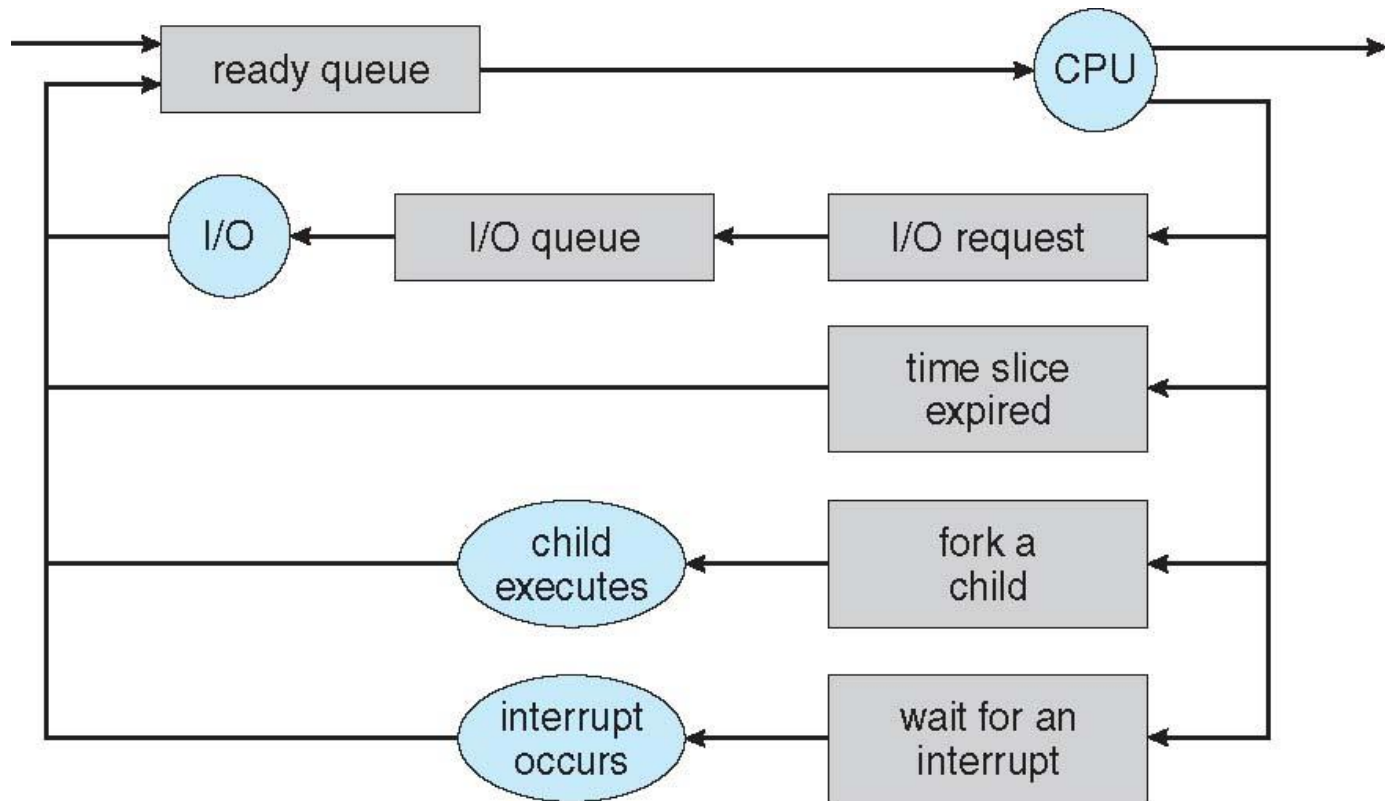 ready queue
CPU
I/O
I/O queue
I/O request
time slice
expired
child
executes
fork a
child
interrupt
occurs
wait for an
interrupt